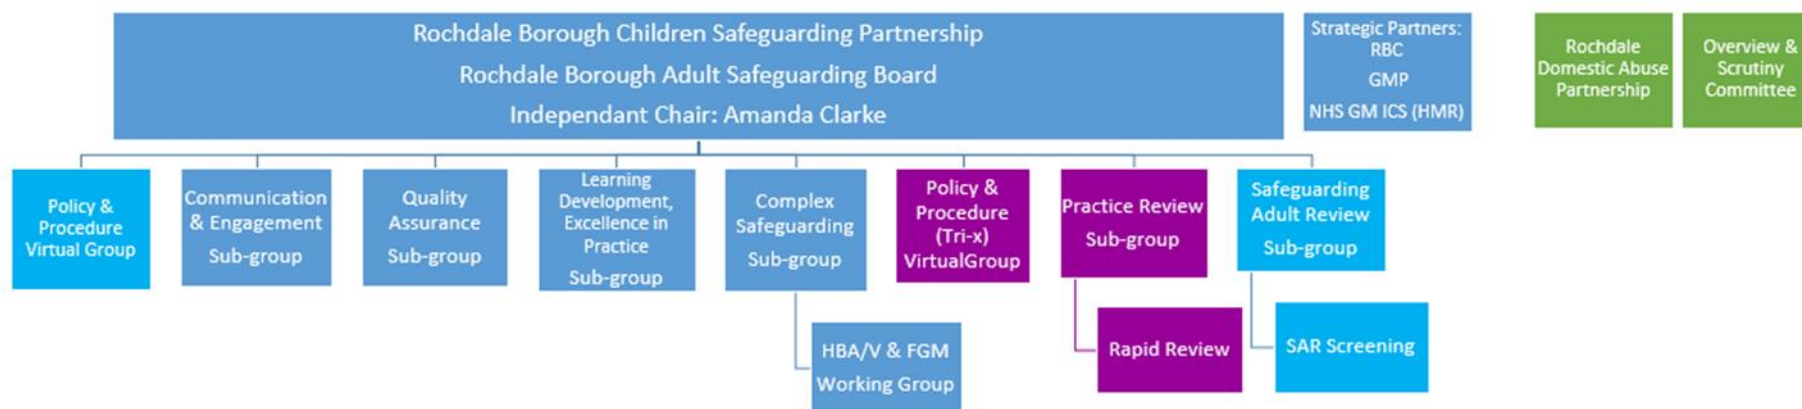 Rochdale Borough Children Safeguarding Partnership
Rochdale Borough Adult Safeguarding Board
Independant Chair: Amanda Clarke
Strategic Partners:
RBC
GMP
NHS GM ICS (HMR)
Rochdale
Domestic Abuse
Partnership
Overview &
Scrutiny
Committee
Policy &
Procedure
Virtual Group
Communication
& Engagement
Sub-group
Quality
Assurance
Sub-group
Learning
Development,
Excellence in
Practice
Sub-group
Complex
Safeguarding
Sub-group
Policy &
Procedure
(Tri-x)
VirtualGroup
Practice Review
Sub-group
Safeguarding
Adult Review
Sub-group
HBA/V & FGM
Working Group
Rapid Review
SAR Screening